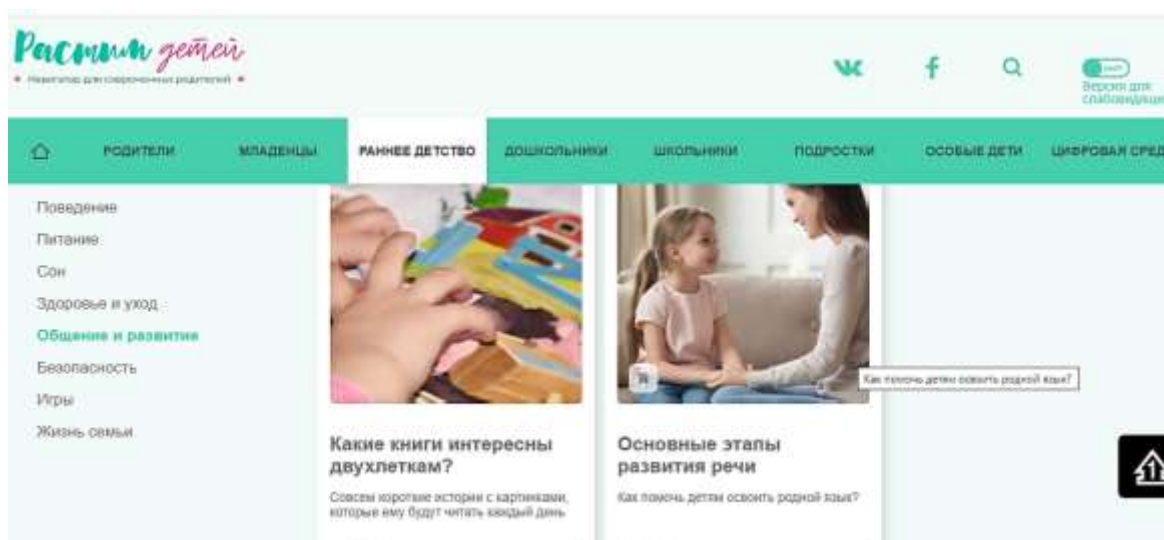 Растим детей
Навигатор для современных родителей
Версия для
слабовидящи
РОДИТЕЛИ
МЛАДЕНЦЫ
РАННЕЕ ДЕТСТВО
ДОШКОЛЬНИКИ
ШКОЛЬНИКИ
ПОДРОСТКИ
ОСОБЫЕ ДЕТИ
ЦИФРОВАЯ СРЕД
Поведение
Питание
Сон
Здоровье и уход
Общение и развитие
Безопасность
Игры
Жизнь семьи
Как помочь детям освоить родной язык?
Какие книги интересны
двухлеткам?
Совсем короткие истории с картинками,
которые ему будут читать каждый день
Основные этапы
развития речи
Как помочь детям освоить родной язык?